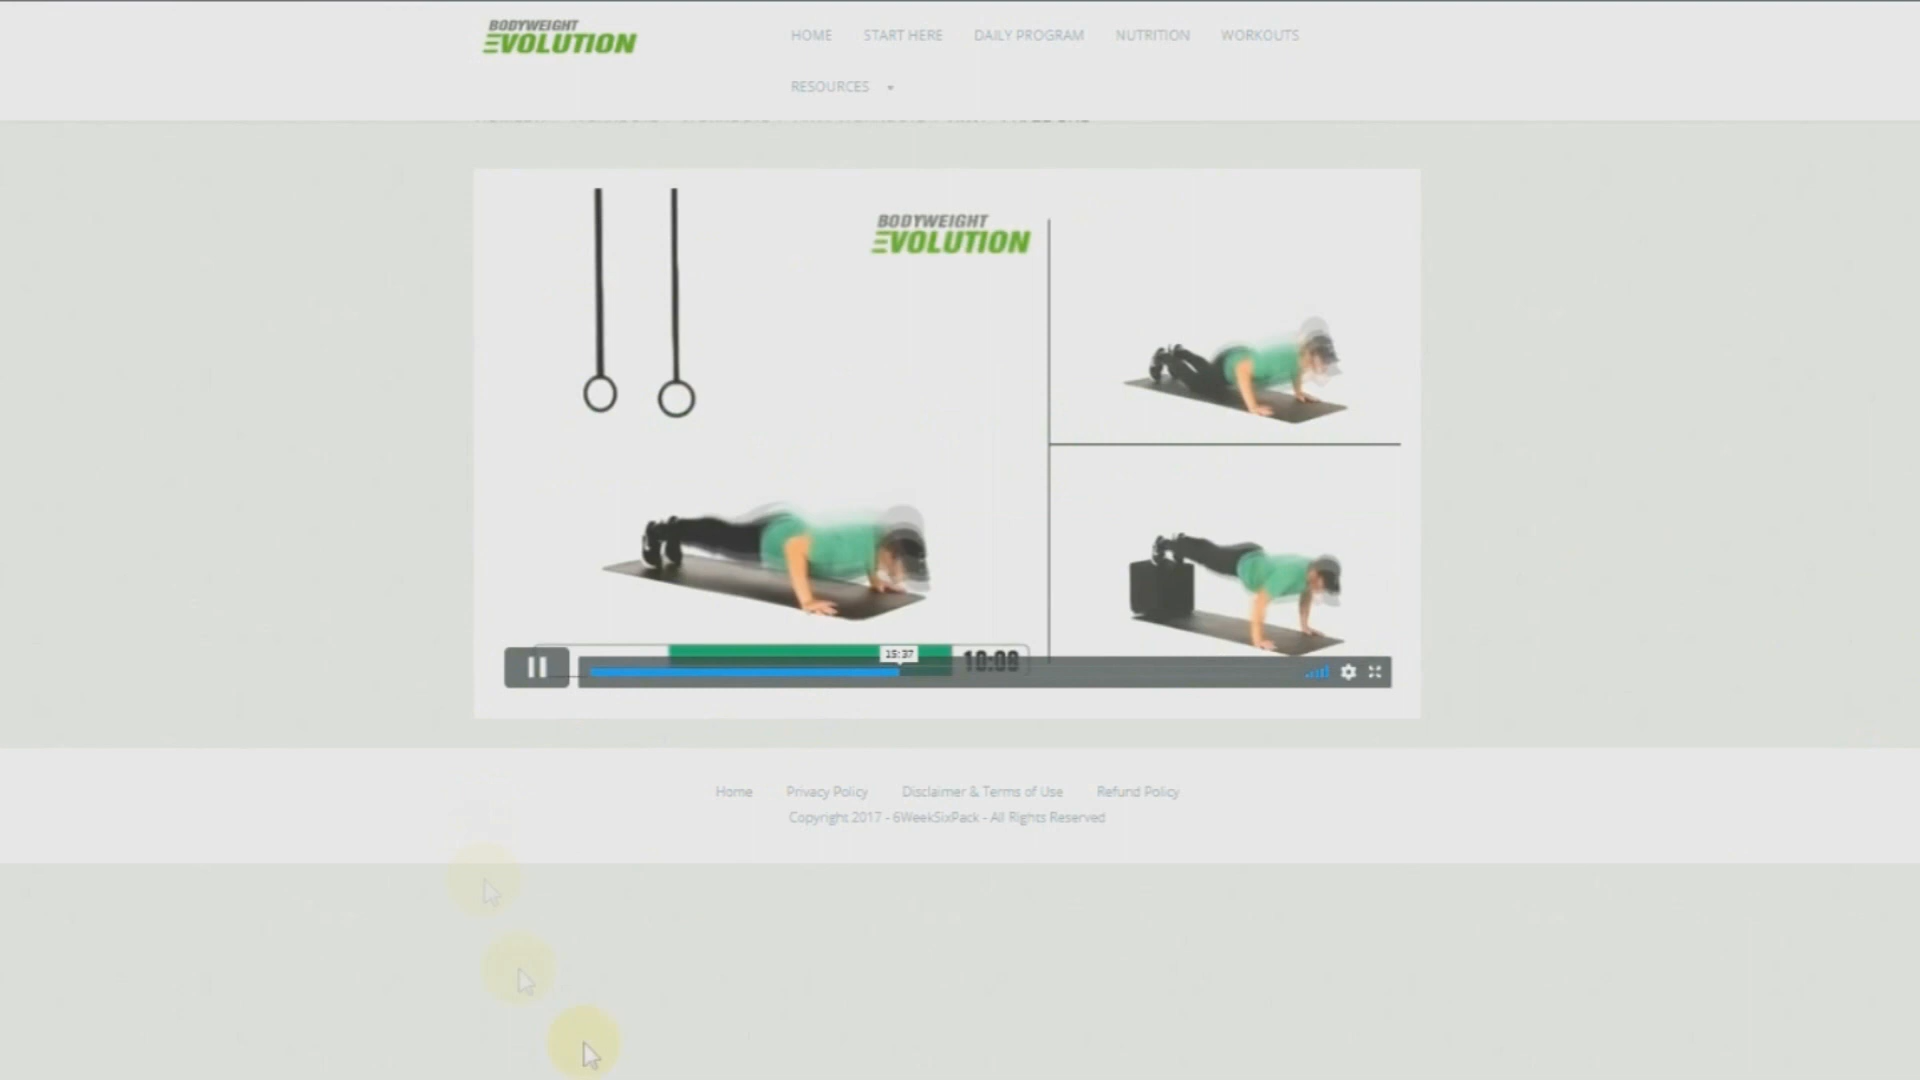 BODYWEIGHT
EVOLUTION
HOME START HERE DAILY PROGRAM NUTRITION WORKOUTS
RESOURCES
BODYWEIGHT
EVOLUTION
15:37
10:08
Home Privacy Policy Disclaimer & Terms of Use Refund Policy
Copyright 2017 - 6WeekSixPack - All Rights Reserved